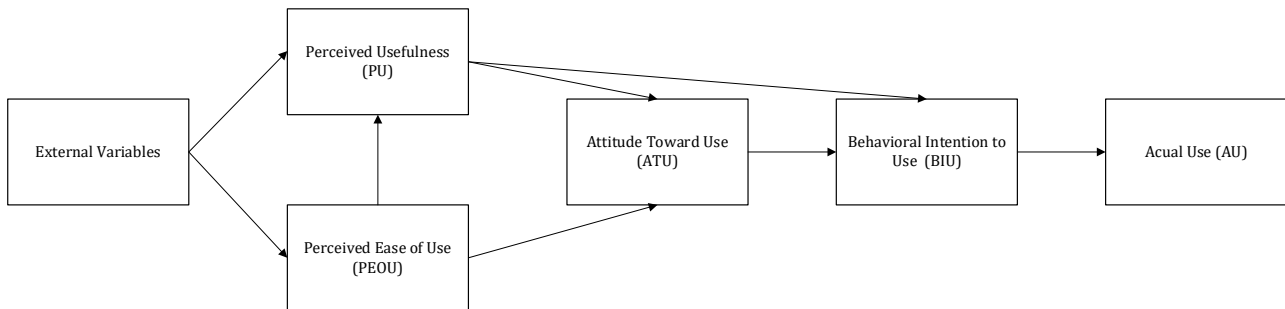 Perceived Usefulness
(PU)
External Variables
Attitude Toward Use
(ATU)
Behavioral Intention to
Use (BIU)
Acual Use (AU)
Perceived Ease of Use
(PEOU)